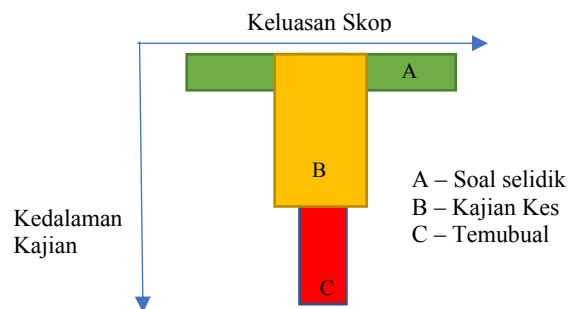 Keluasan Skop
A
B
A – Soal selidik
B – Kajian Kes
C – Temubual
Kedalaman
Kajian
C